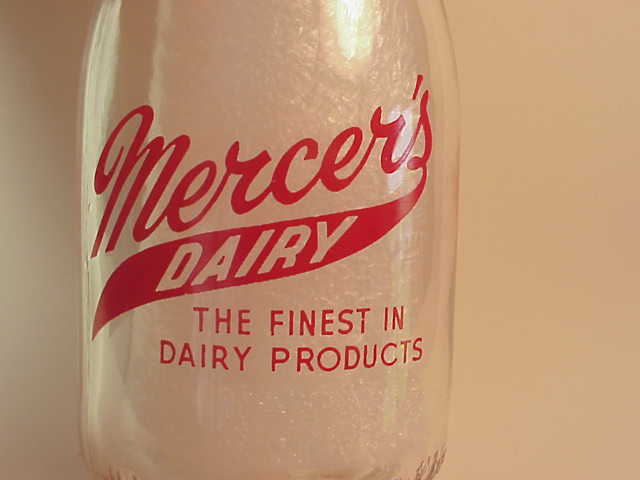 Mercer's
DAIRY
THE FINEST IN
DAIRY PRODUCTS